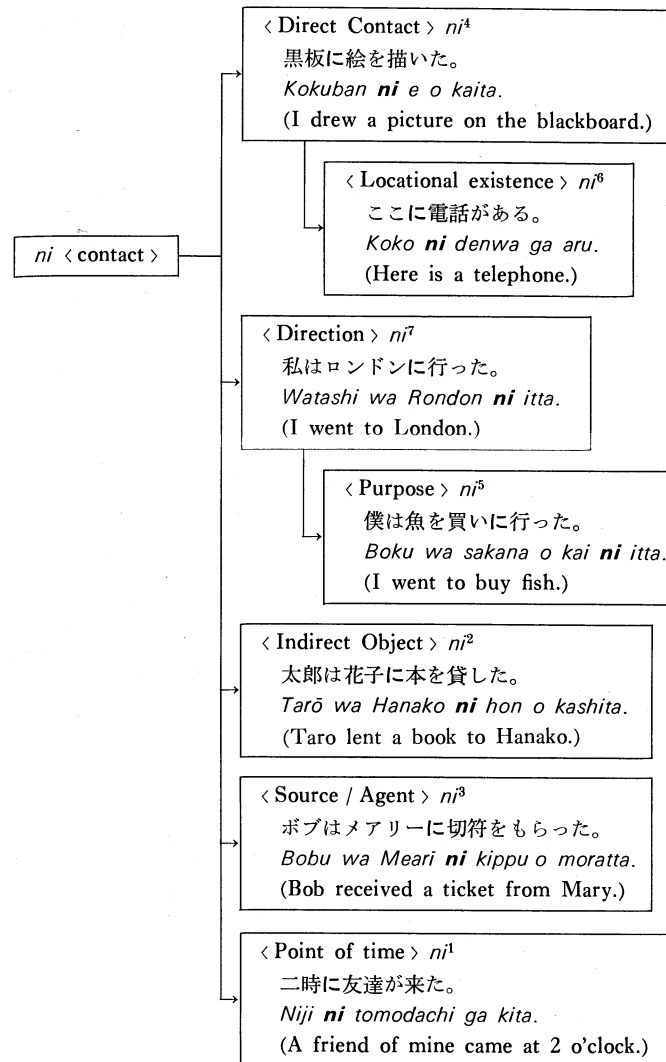 〈Direct Contact〉 ni⁴
黒板に絵を描いた。
Kokuban ni e o kaita.
(I drew a picture on the blackboard.)
〈Locational existence〉 ni⁶
ここに電話がある。
Koko ni denwa ga aru.
(Here is a telephone.)
ni 〈contact〉
〈Direction〉 ni⁷
私はロンドンに行った。
Watashi wa Rondon ni itta.
(I went to London.)
〈Purpose〉 ni⁵
僕は魚を買いに行った。
Boku wa sakana o kai ni itta.
(I went to buy fish.)
〈Indirect Object〉 ni²
太郎は花子に本を貸した。
Tarō wa Hanako ni hon o kashita.
(Taro lent a book to Hanako.)
〈Source / Agent〉 ni³
ボブはメアリーに切符をもらった。
Bobu wa Mearī ni kippu o moratta.
(Bob received a ticket from Mary.)
〈Point of time〉 ni¹
二時に友達が来た。
Niji ni tomodachi ga kita.
(A friend of mine came at 2 o'clock.)